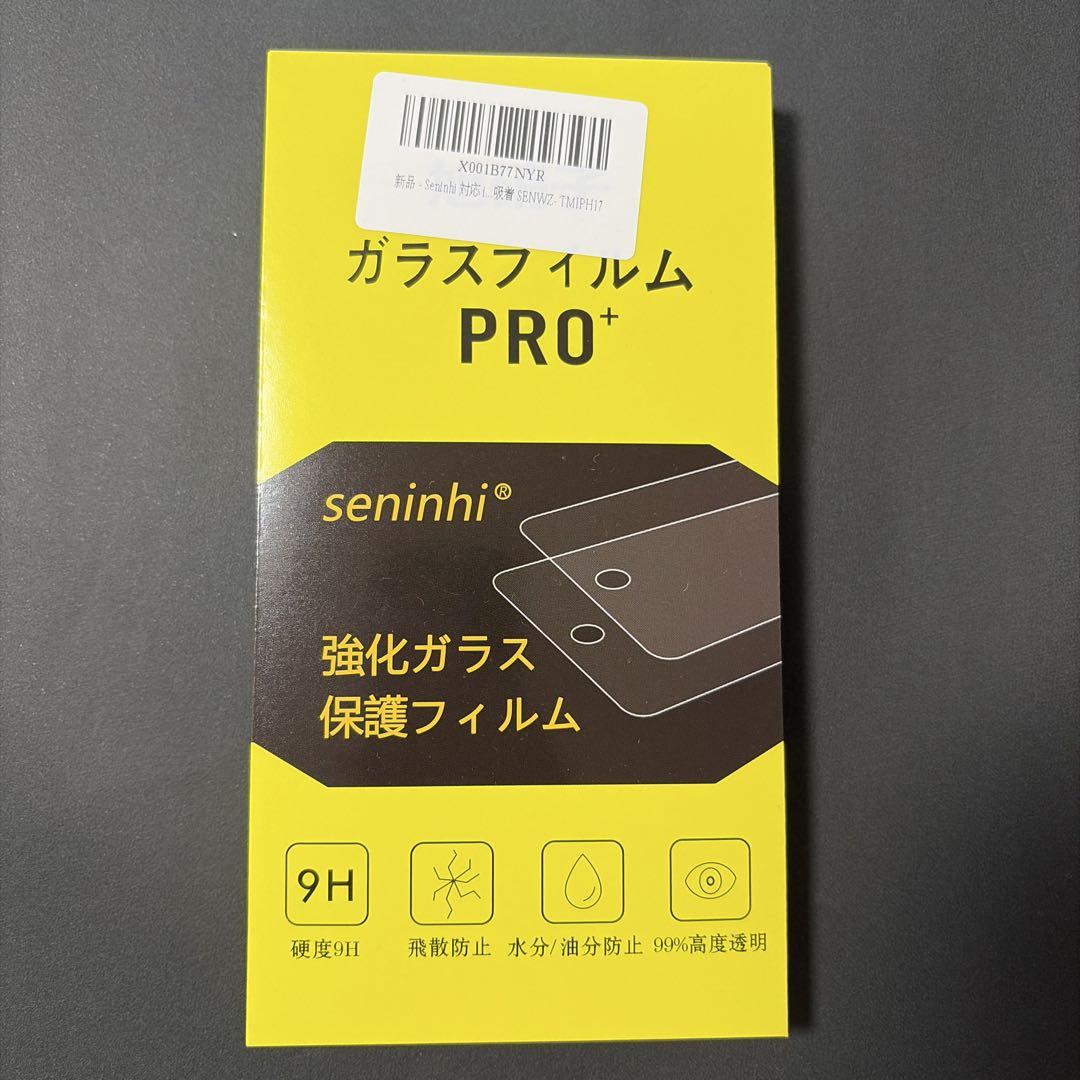 X001B77NYR
新品 - Seninhi 対応 i...吸着 SENWZ- TMIPH17
ガラスフィルム
PRO+
seninhi®
強化ガラス
保護フィルム
9H
硬度9H
飛散防止
水分/油分防止
99%高度透明